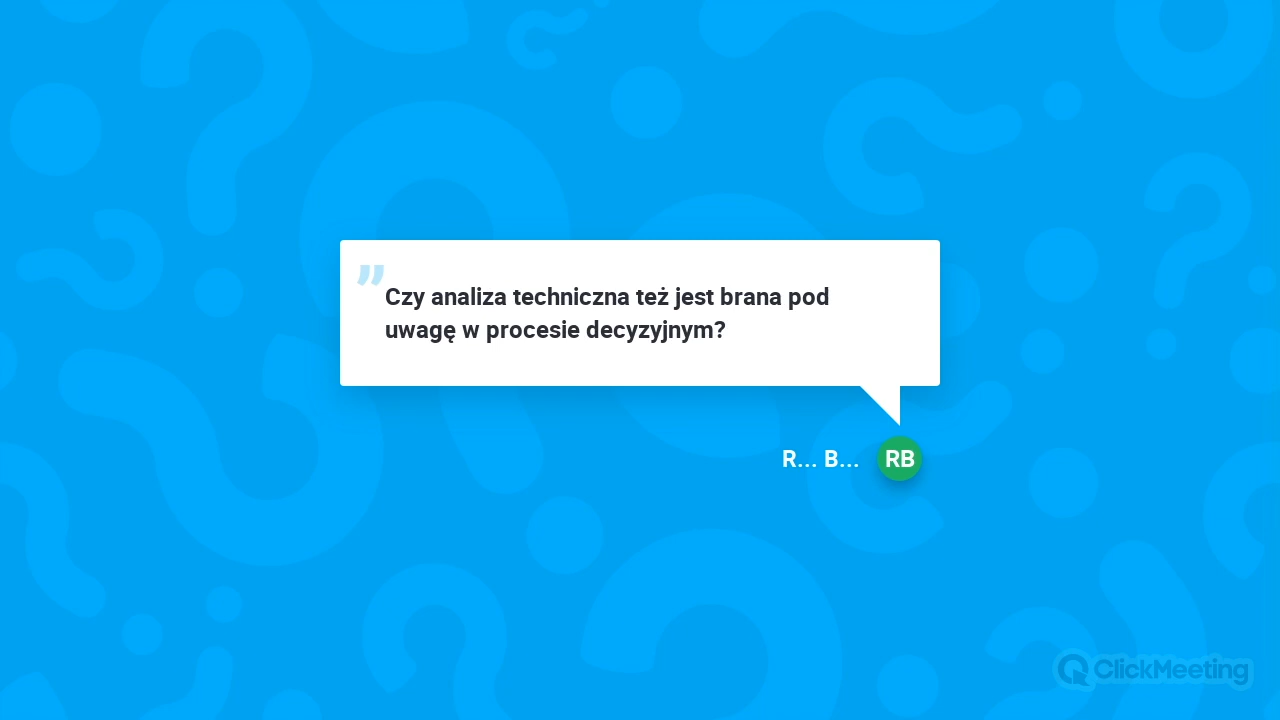 ”
Czy analiza techniczna też jest brana pod
uwagę w procesie decyzyjnym?
R... B... RB
ClickMeeting